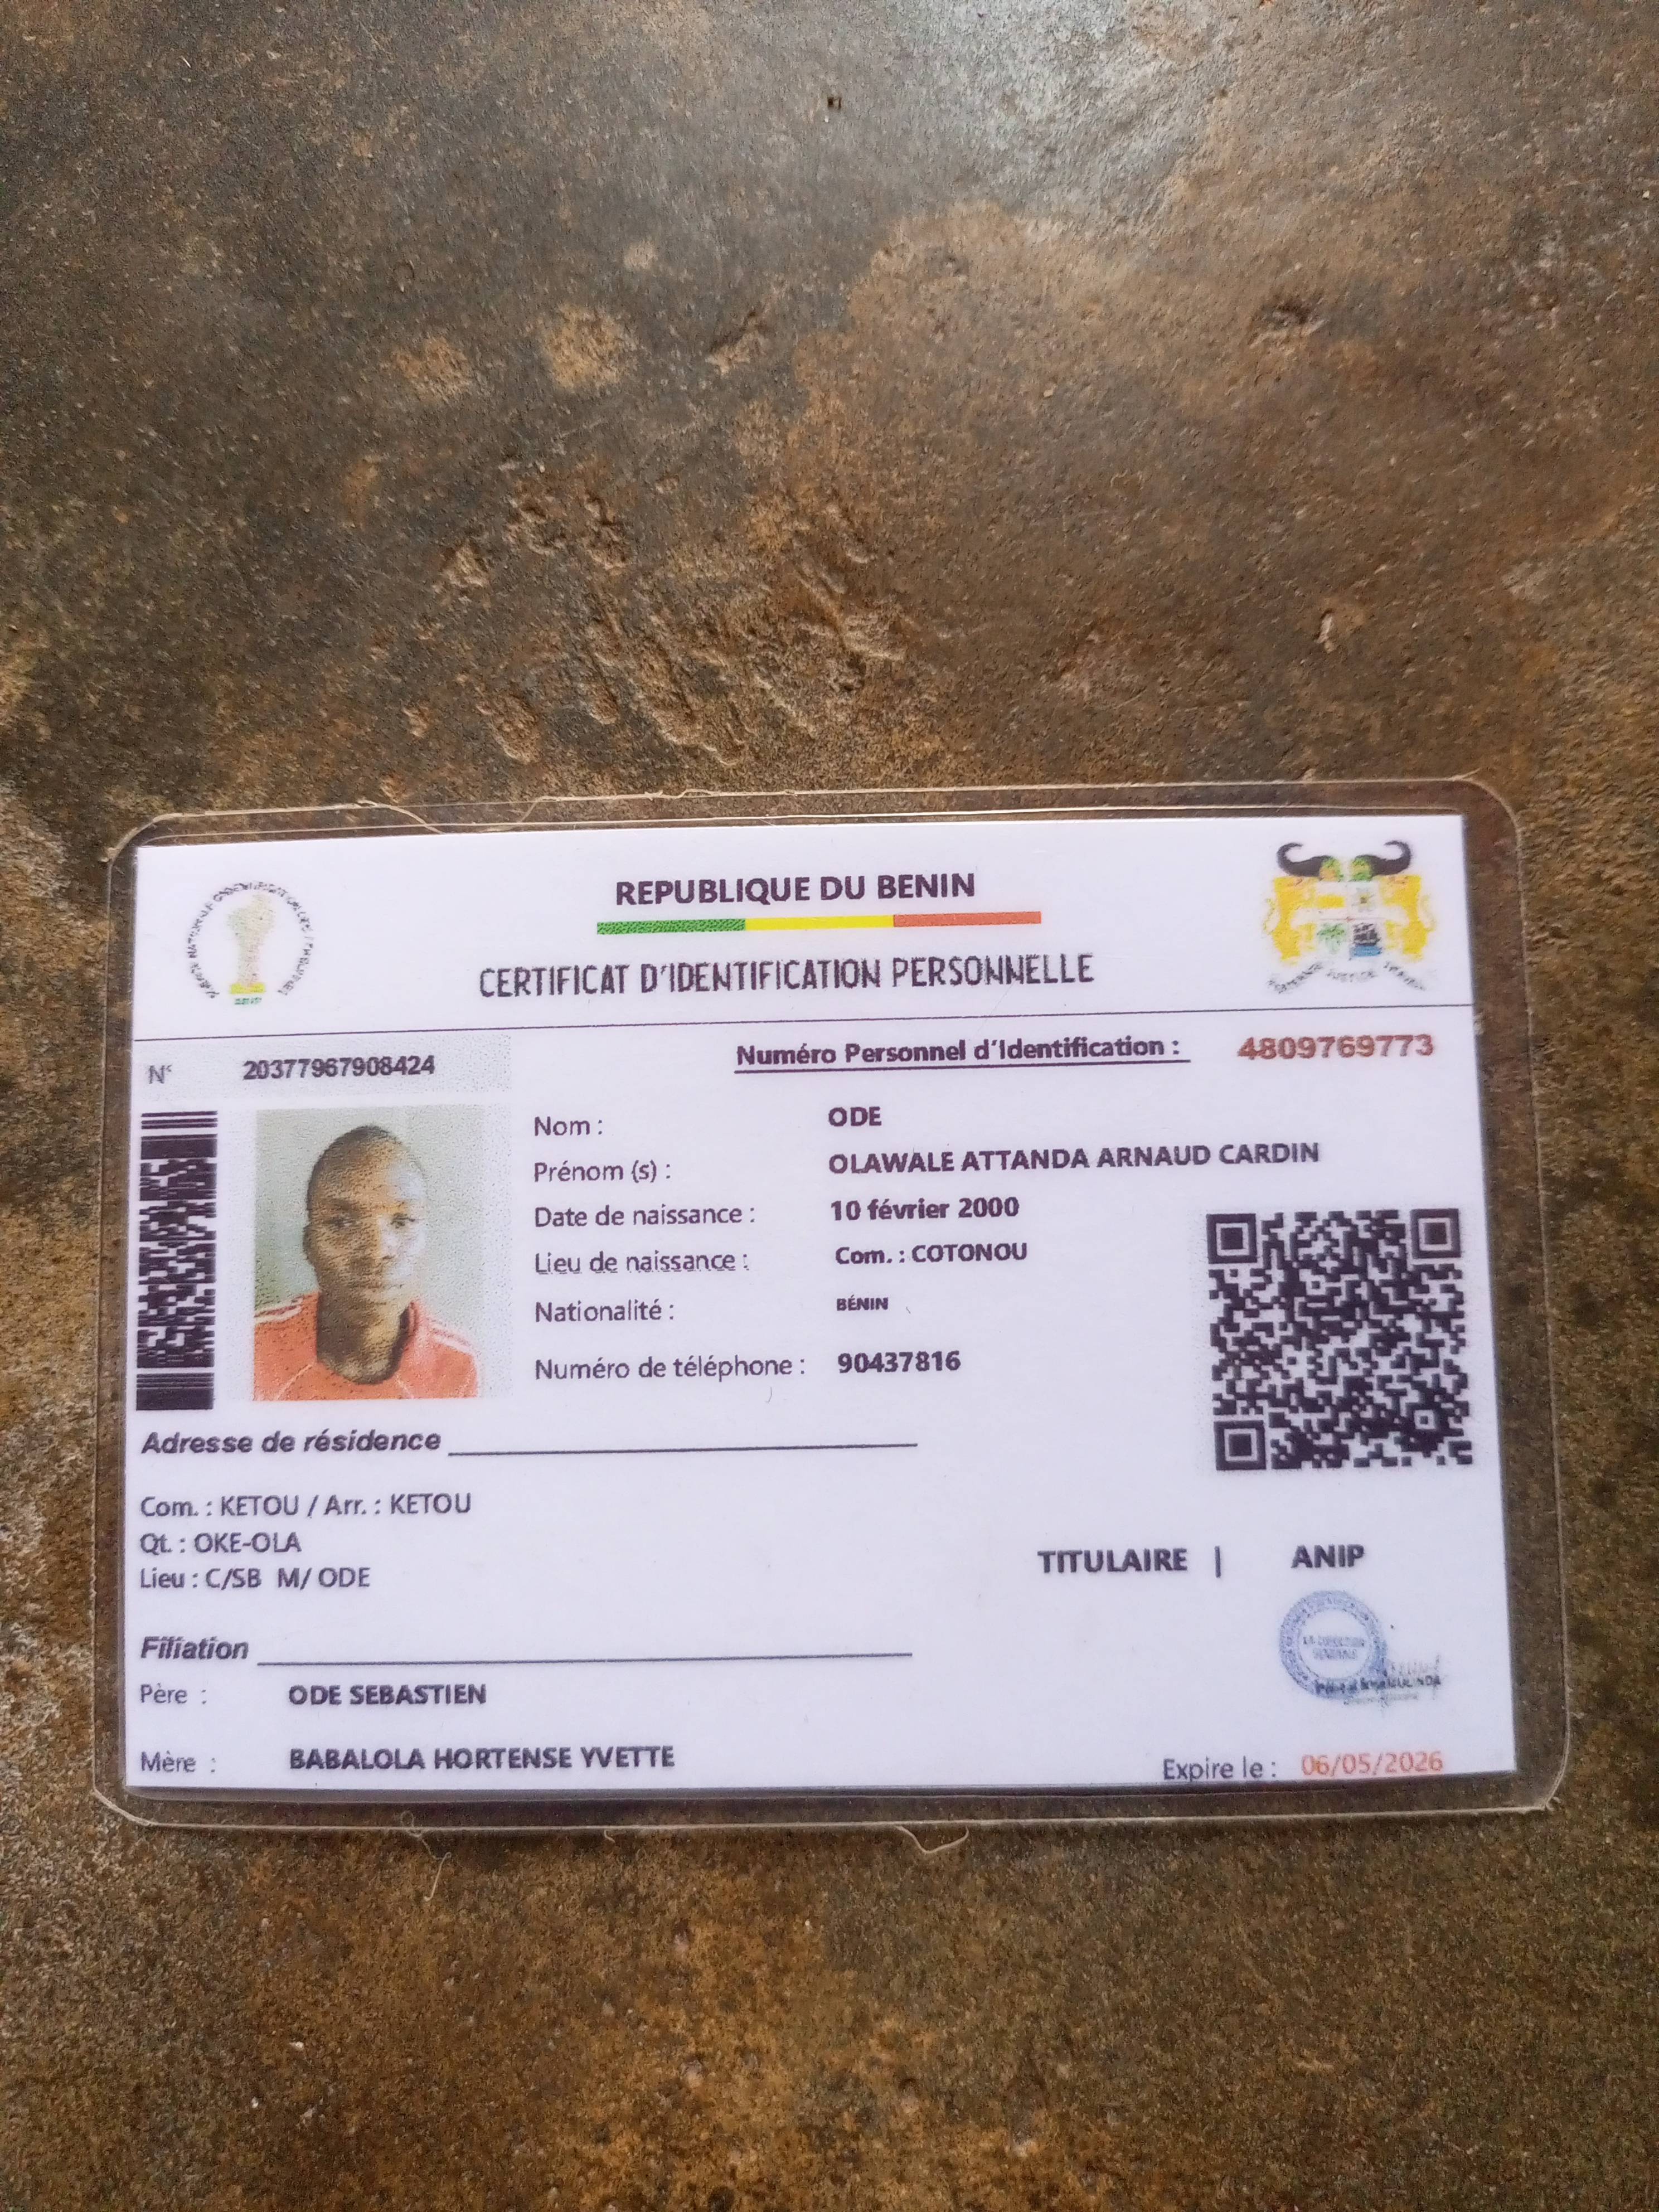 REPUBLIQUE DU BENIN
CERTIFICAT D'IDENTIFICATION PERSONNELLE
N° 20377967908424
Numéro Personnel d'Identification : 4809769773
Nom : ODE
Prénom (s) : OLAWALE ATTANDA ARNAUD CARDIN
Date de naissance : 10 février 2000
Lieu de naissance : Com. : COTONOU
Nationalité : BÉNIN
Numéro de téléphone : 90437816
Adresse de résidence
Com. : KETOU / Arr. : KETOU
Qt. : OKE-OLA
Lieu : C/SB M/ ODE
TITULAIRE | ANIP
LA DIRECTION
GENERALE
Filiation
Père : ODE SEBASTIEN
Mère : BABALOLA HORTENSE YVETTE
Expire le : 06/05/2026